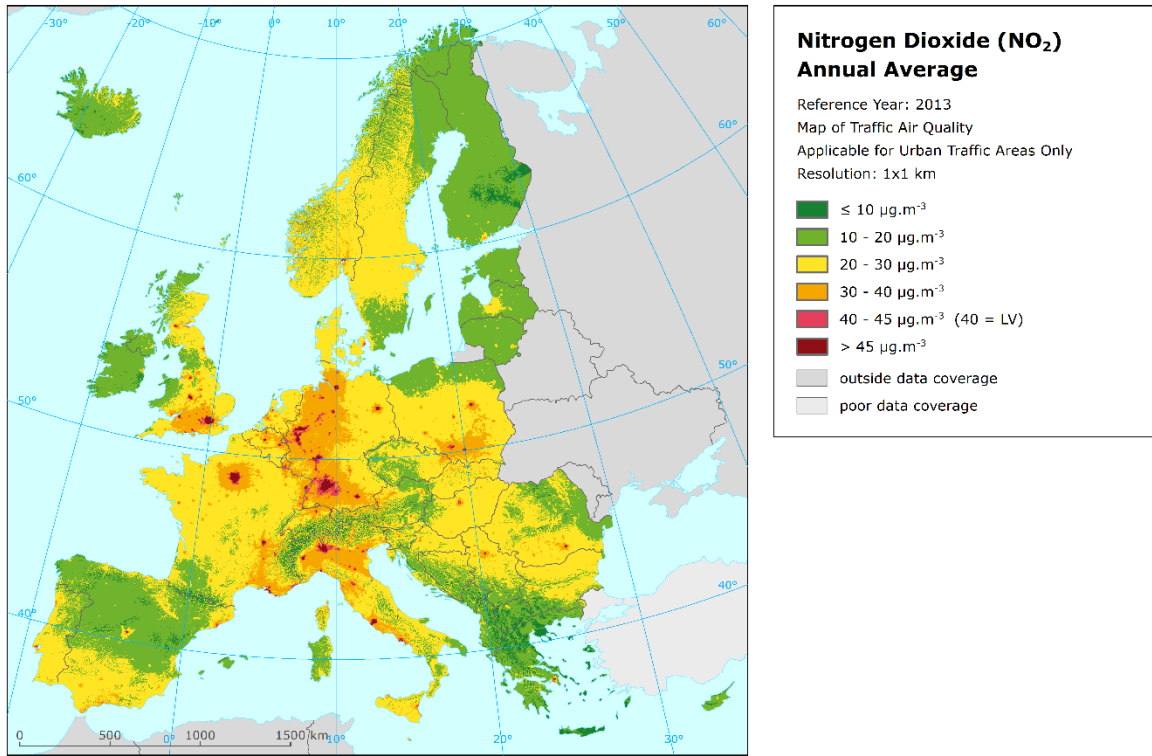 -30° -20° -10° 0° 10° 20° 30° 40° 50° 60°
60°
60°
50°
50°
40°
40°
0 500 1000 1500 km
0° 10° 20° 30°
Nitrogen Dioxide (NO₂)
Annual Average
Reference Year: 2013
Map of Traffic Air Quality
Applicable for Urban Traffic Areas Only
Resolution: 1x1 km
≤ 10 µg.m⁻³
10 - 20 µg.m⁻³
20 - 30 µg.m⁻³
30 - 40 µg.m⁻³
40 - 45 µg.m⁻³ (40 = LV)
> 45 µg.m⁻³
outside data coverage
poor data coverage